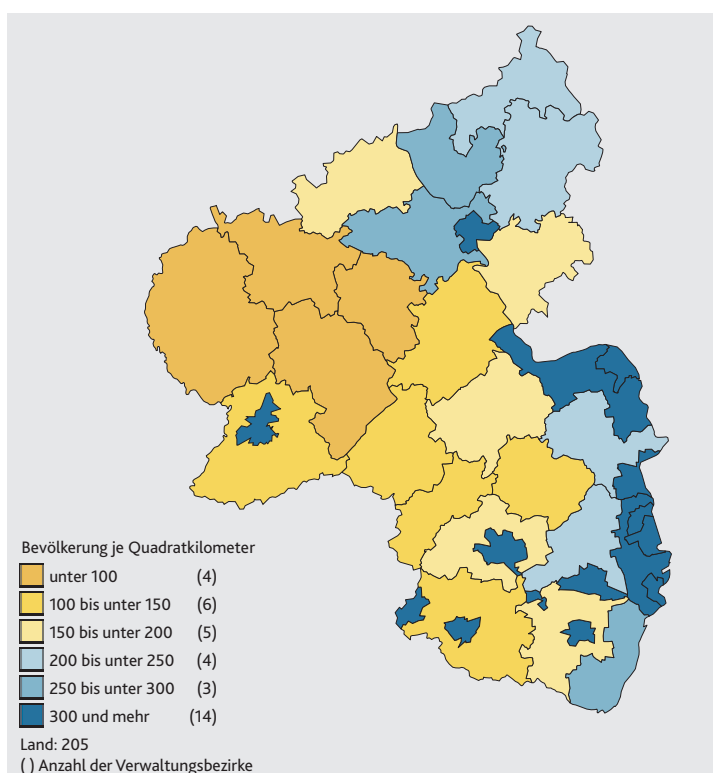 Bevölkerung je Quadratkilometer
unter 100 (4)
100 bis unter 150 (6)
150 bis unter 200 (5)
200 bis unter 250 (4)
250 bis unter 300 (3)
300 und mehr (14)
Land: 205
( ) Anzahl der Verwaltungsbezirke